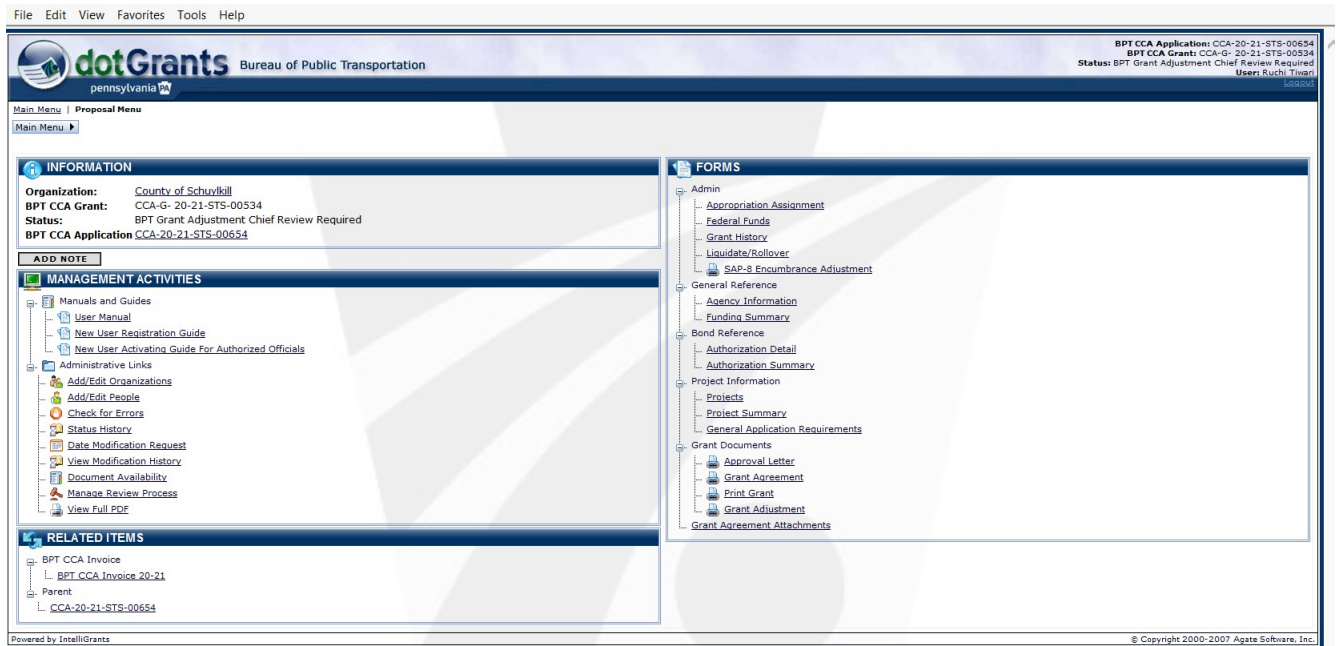 File Edit View Favorites Tools Help
dotGrants Bureau of Public Transportation
pennsylvania PA
BPT CCA Application: CCA-20-21-STS-00654
BPT CCA Grant: CCA-G- 20-21-STS-00534
Status: BPT Grant Adjustment Chief Review Required
User: Ruchi Tiwari
Logout
Main Menu | Proposal Menu
Main Menu
INFORMATION
Organization: County of Schuylkill
BPT CCA Grant: CCA-G- 20-21-STS-00534
Status: BPT Grant Adjustment Chief Review Required
BPT CCA Application CCA-20-21-STS-00654
ADD NOTE
MANAGEMENT ACTIVITIES
Manuals and Guides
User Manual
New User Registration Guide
New User Activating Guide For Authorized Officials
Administrative Links
Add/Edit Organizations
Add/Edit People
Check for Errors
Status History
Date Modification Request
View Modification History
Document Availability
Manage Review Process
View Full PDF
RELATED ITEMS
BPT CCA Invoice
BPT CCA Invoice 20-21
Parent
CCA-20-21-STS-00654
FORMS
Admin
Appropriation Assignment
Federal Funds
Grant History
Liquidate/Rollover
SAP-8 Encumbrance Adjustment
General Reference
Agency Information
Funding Summary
Bond Reference
Authorization Detail
Authorization Summary
Project Information
Projects
Project Summary
General Application Requirements
Grant Documents
Approval Letter
Grant Agreement
Print Grant
Grant Adjustment
Grant Agreement Attachments
Powered by IntelliGrants
© Copyright 2000-2007 Agate Software, Inc.